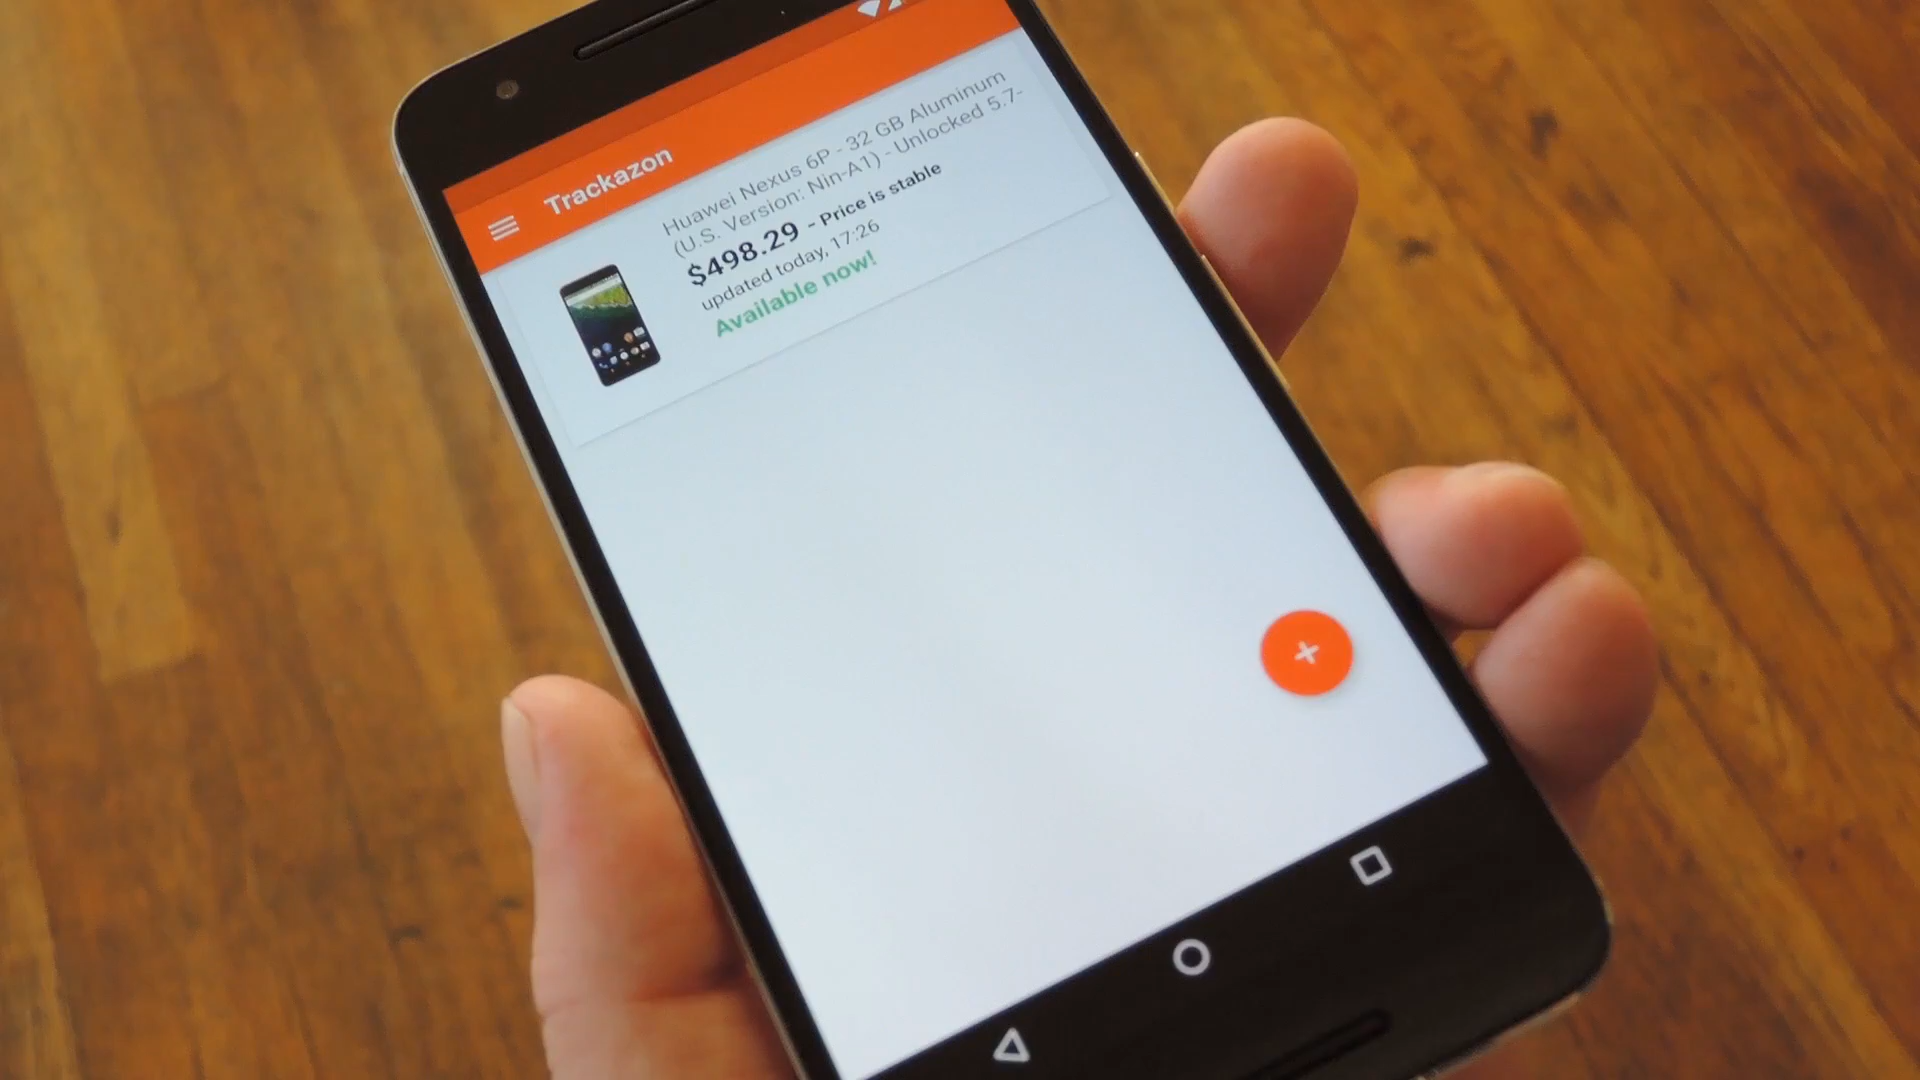 Trackazon
Huawei Nexus 6P - 32 GB Aluminum
(U.S. Version: Nin-A1) - Unlocked 5.7-
$498.29 - Price is stable
updated today, 17:26
Available now!